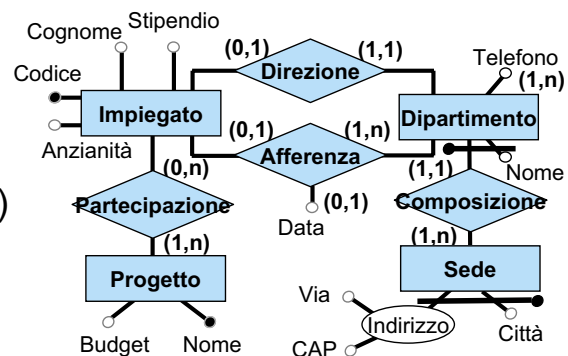 Cognome
Stipendio
(0,1)
(1,1)
Telefono
Codice
Direzione
(1,n)
Impiegato
Dipartimento
Anzianità
(0,1)
(1,n)
Afferenza
(0,n)
(1,1)
Nome
)
Partecipazione
Data
(0,1)
Composizione
(1,n)
(1,n)
Progetto
Sede
Via
Indirizzo
Città
Budget
Nome
CAP